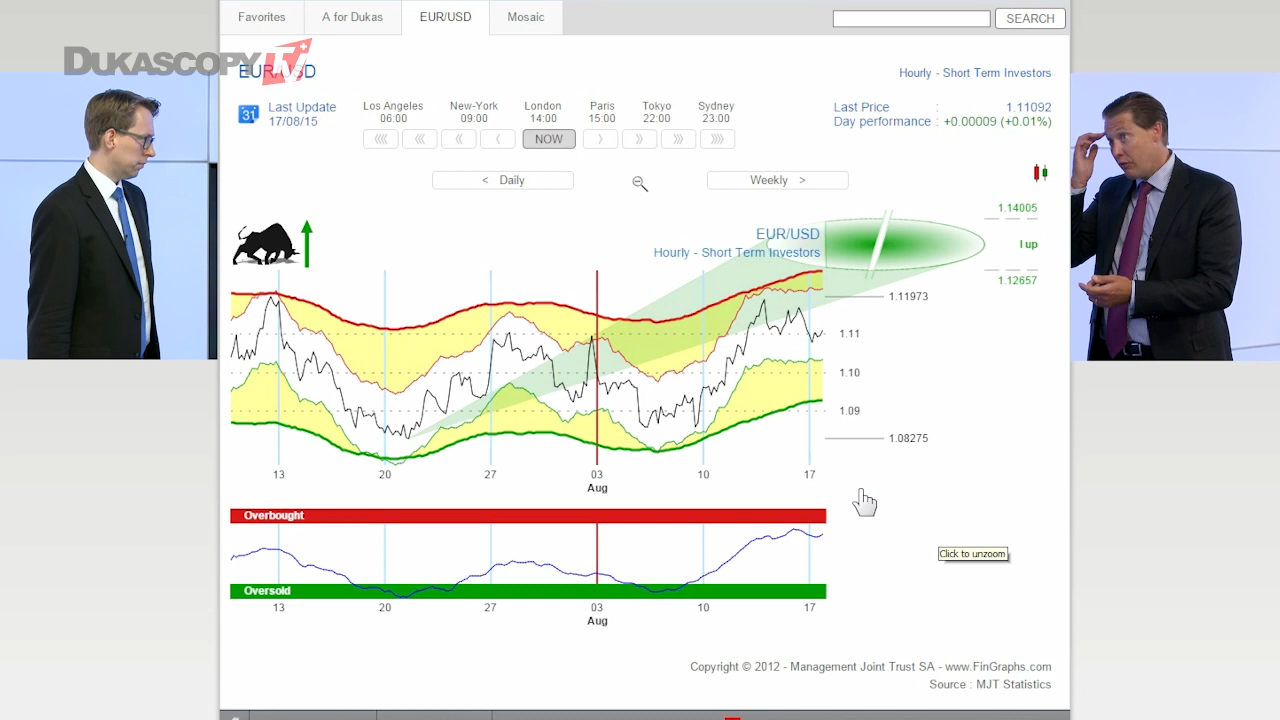 Favorites
A for Dukas
EUR/USD
Mosaic
SEARCH
DUKASCOPY TV
EUR/USD
Hourly - Short Term Investors
31
Last Update
17/08/15
Los Angeles
06:00
New-York
09:00
London
14:00
Paris
15:00
Tokyo
22:00
Sydney
23:00
Last Price : 1.11092
Day performance : +0.00009 (+0.01%)
NOW
< Daily
Weekly >
1.14005
EUR/USD
Hourly - Short Term Investors
I up
1.12657
1.11973
1.11
1.10
1.09
1.08275
13 20 27 03 10 17
Aug
Overbought
Click to unzoom
Oversold
13 20 27 03 10 17
Aug
Copyright © 2012 - Management Joint Trust SA - www.FinGraphs.com
Source : MJT Statistics